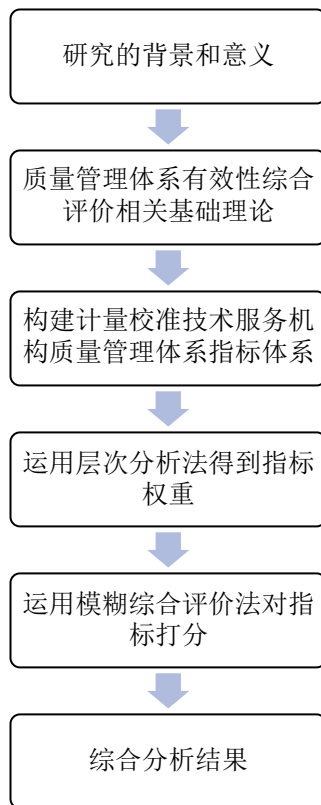 研究的背景和意义
质量管理体系有效性综合
评价相关基础理论
构建计量校准技术服务机
构质量管理体系指标体系
运用层次分析法得到指标
权重
运用模糊综合评价法对指
标打分
综合分析结果